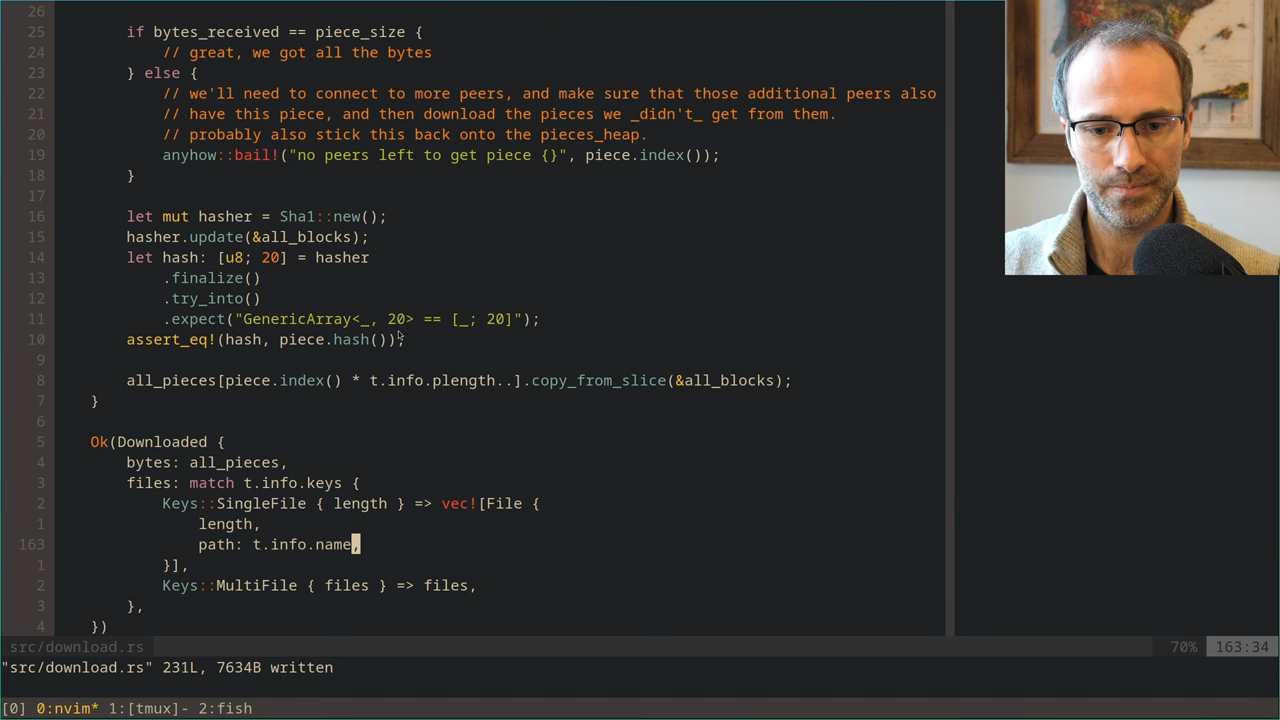 26
25 if bytes_received == piece_size {
24 // great, we got all the bytes
23 } else {
22 // we'll need to connect to more peers, and make sure that those additional peers also
21 // have this piece, and then download the pieces we _didn't_ get from them.
20 // probably also stick this back onto the pieces_heap.
19 anyhow::bail!("no peers left to get piece {}", piece.index());
18 }
17
16 let mut hasher = Sha1::new();
15 hasher.update(&all_blocks);
14 let hash: [u8; 20] = hasher
13 .finalize()
12 .try_into()
11 .expect("GenericArray<_, 20> == [_; 20]");
10 assert_eq!(hash, piece.hash());
9
8 all_pieces[piece.index() * t.info.plength..].copy_from_slice(&all_blocks);
7 }
6
5 Ok(Downloaded {
4 bytes: all_pieces,
3 files: match t.info.keys {
2 Keys::SingleFile { length } => vec![File {
1 length,
163 path: t.info.name,
1 }],
2 Keys::MultiFile { files } => files,
3 },
4 })
src/download.rs 70% 163:34
"src/download.rs" 231L, 7634B written
[0] 0:nvim* 1:[tmux]- 2:fish